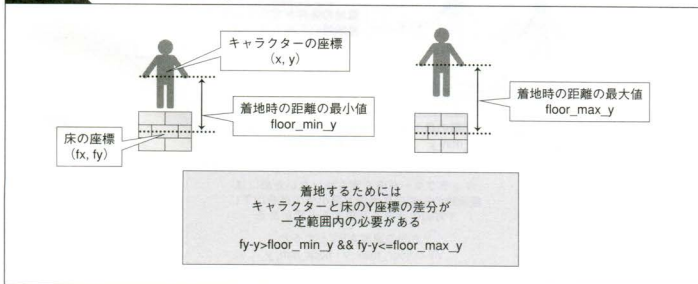 キャラクターの座標
(x, y)
着地時の距離の最小値
floor_min_y
床の座標
(fx, fy)
着地時の距離の最大値
floor_max_y
着地するためには
キャラクターと床のY座標の差分が
一定範囲内の必要がある
fy-y>floor_min_y && fy-y<=floor_max_y